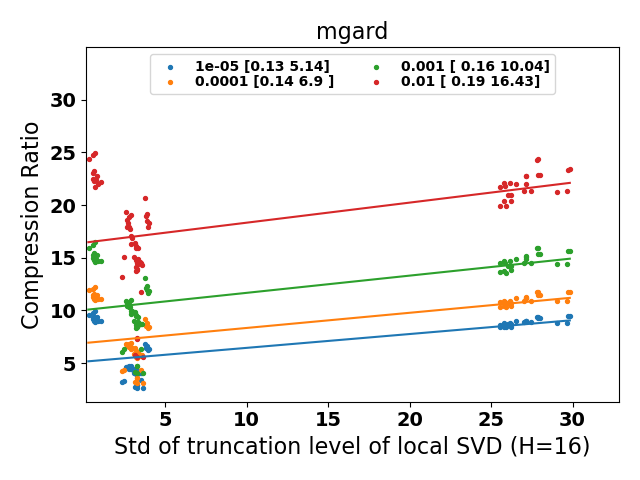 mgard
1e-05 [0.13 5.14]
0.0001 [0.14 6.9 ]
0.001 [ 0.16 10.04]
0.01 [ 0.19 16.43]
Compression Ratio
30
25
20
15
10
5
5
10
15
20
25
30
Std of truncation level of local SVD (H=16)